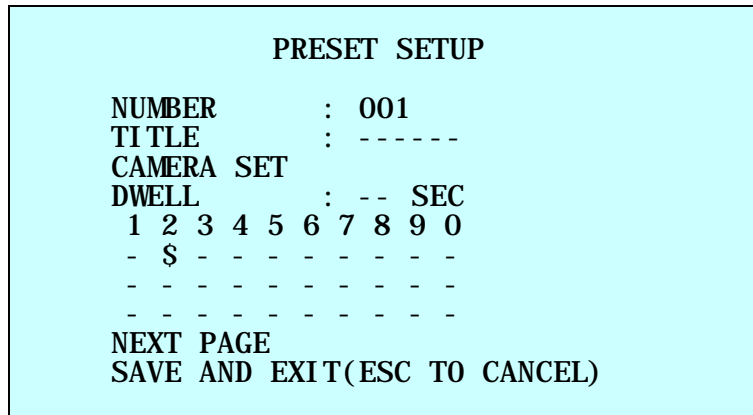 PRESET SETUP
NUMBER : 001
TITLE : ------
CAMERA SET
DWELL : -- SEC
1 2 3 4 5 6 7 8 9 0
- $ - - - - - - - -
- - - - - - - - - -
- - - - - - - - - -
NEXT PAGE
SAVE AND EXIT(ESC TO CANCEL)